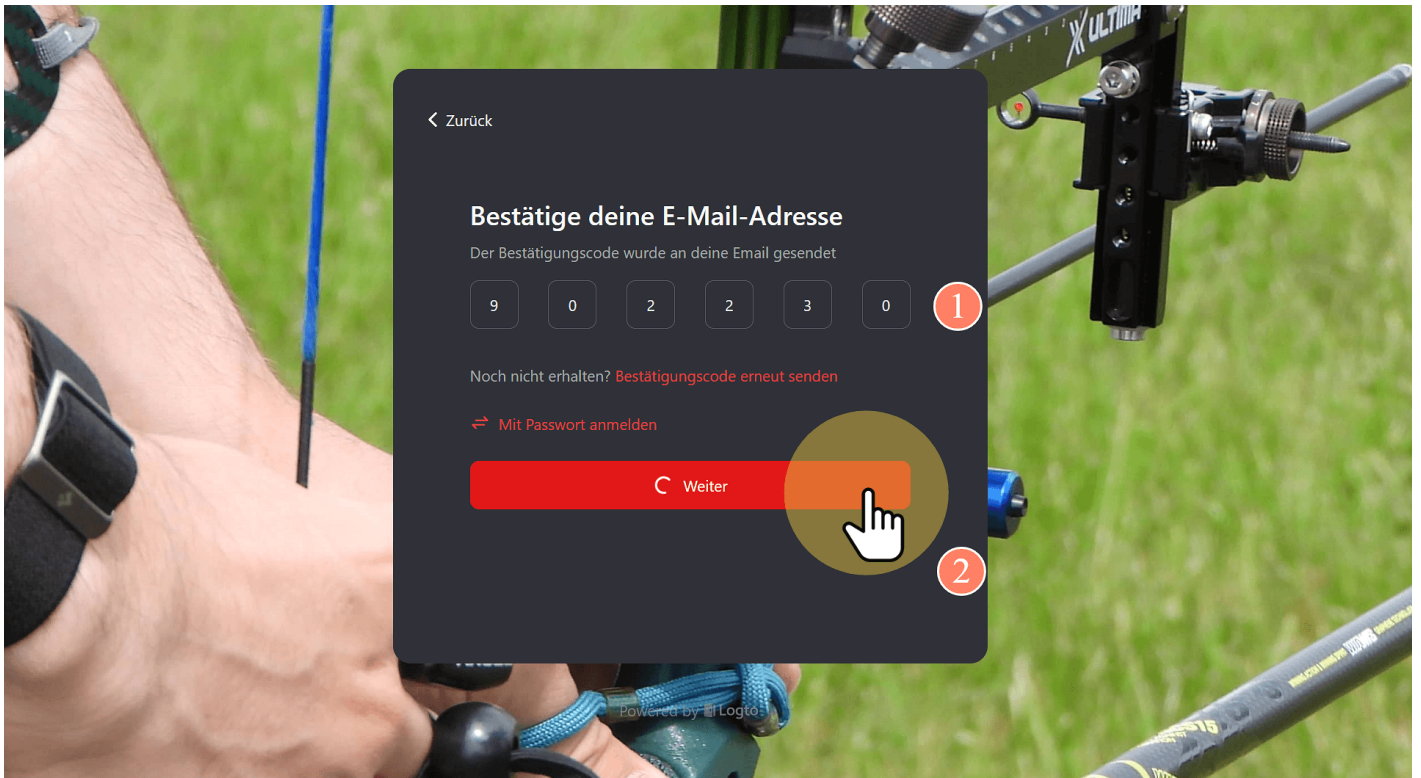 ULTIMA
Zurück
Bestätige deine E-Mail-Adresse
Der Bestätigungscode wurde an deine Email gesendet
9 0 2 2 3 0
1
Noch nicht erhalten? Bestätigungscode erneut senden
Mit Passwort anmelden
Weiter
2
Powered by Logto